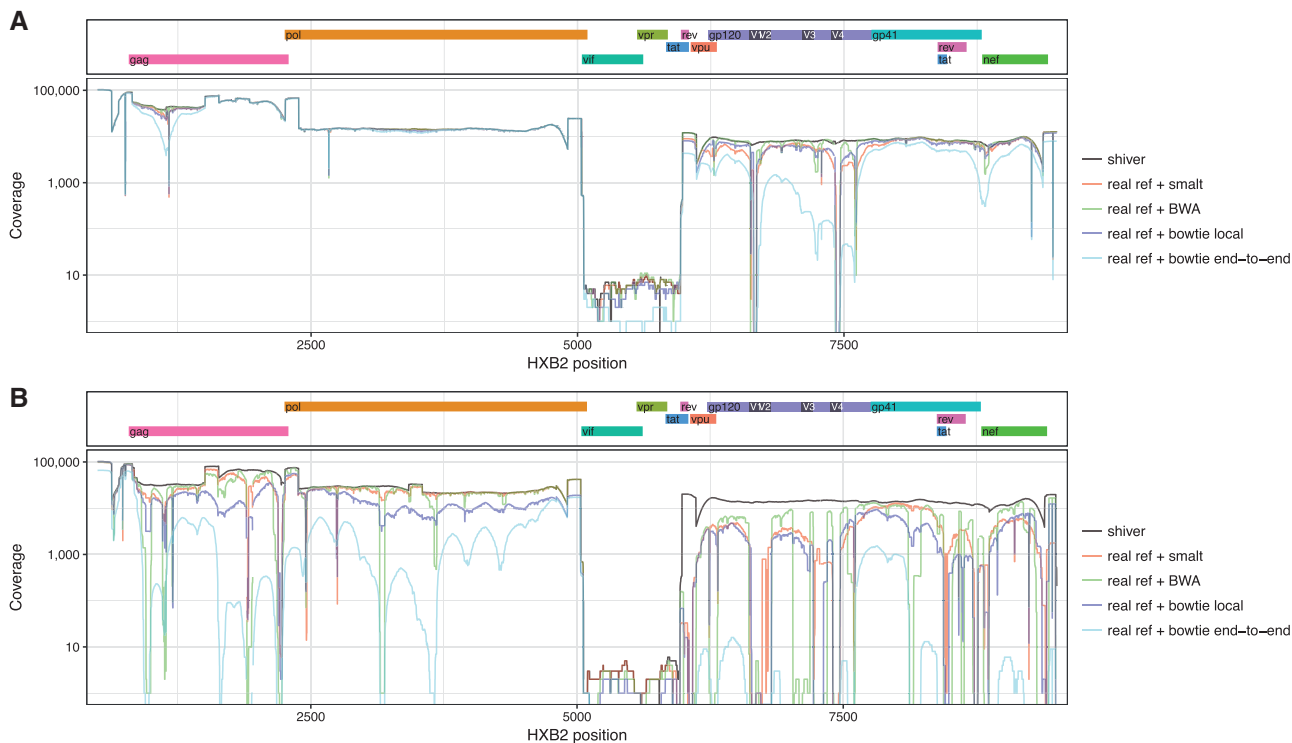 A
pol
vpr
rev
gp120
V1
V2
V3
V4
gp41
tat
vpu
rev
gag
vif
tat
nef
100,000
1,000
10
Coverage
2500
5000
7500
HXB2 position
shiver
real ref + smalt
real ref + BWA
real ref + bowtie local
real ref + bowtie end−to−end
B
pol
vpr
rev
gp120
V1
V2
V3
V4
gp41
tat
vpu
rev
gag
vif
tat
nef
100,000
1,000
10
Coverage
2500
5000
7500
HXB2 position
shiver
real ref + smalt
real ref + BWA
real ref + bowtie local
real ref + bowtie end−to−end